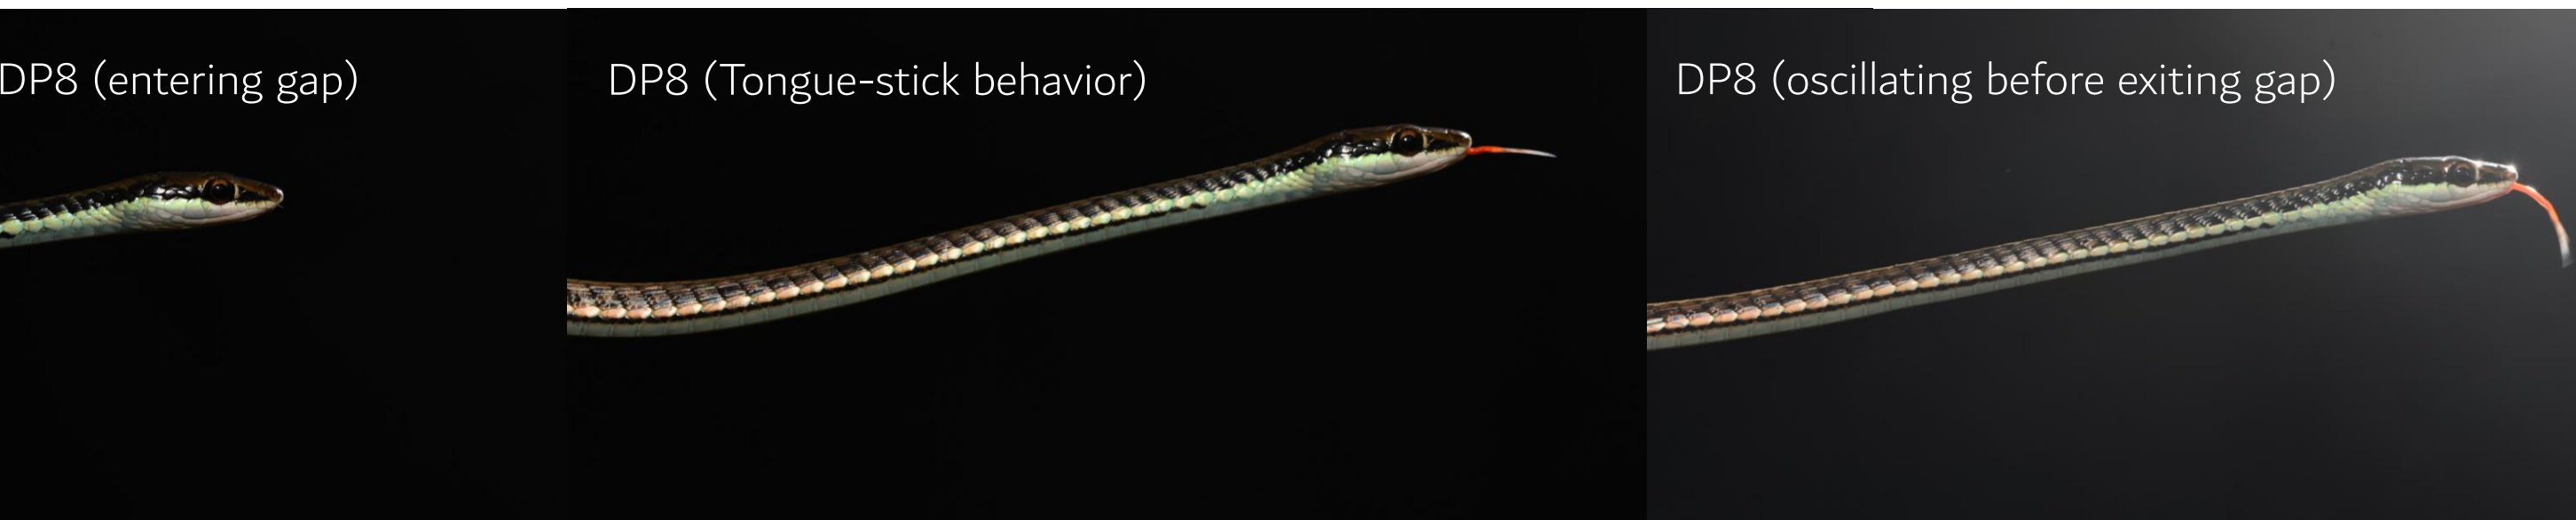 DP8 (entering gap)
DP8 (Tongue-stick behavior)
DP8 (oscillating before exiting gap)